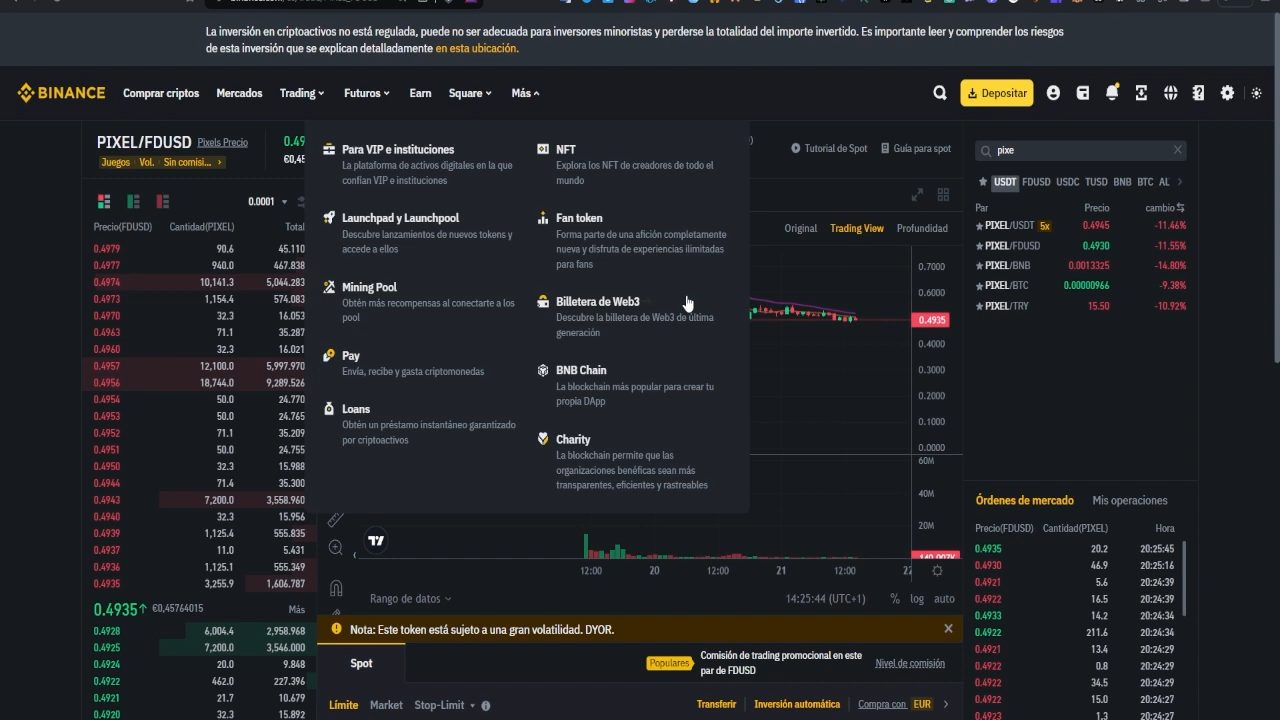 La inversión en criptoactivos no está regulada, puede no ser adecuada para inversores minoristas y perderse la totalidad del importe invertido. Es importante leer y comprender los riesgos
de esta inversión que se explican detalladamente en esta ubicación.
BINANCE
Comprar criptos
Mercados
Trading
Futuros
Earn
Square
Más
Depositar
PIXEL/FDUSD
Pixels Precio
Juegos
Vol.
Sin comisi...
0.49
€0,45
0.0001
Precio(FDUSD) Cantidad(PIXEL) Total
0.4979 90.6 45.110
0.4977 940.0 467.838
0.4974 10,141.3 5,044.283
0.4973 1,154.4 574.083
0.4970 32.3 16.053
0.4963 71.1 35.287
0.4960 32.3 16.021
0.4957 12,100.0 5,997.970
0.4956 18,744.0 9,289.526
0.4954 50.0 24.770
0.4953 50.0 24.765
0.4952 71.1 35.209
0.4951 50.0 24.755
0.4950 32.3 15.988
0.4944 71.4 35.300
0.4943 7,200.0 3,558.960
0.4940 32.3 15.956
0.4939 1,125.4 555.835
0.4937 11.0 5.431
0.4936 1,125.1 555.349
0.4935 3,255.9 1,606.787
0.4935↑ €0,45764015 Más
0.4928 6,004.4 2,958.968
0.4925 7,200.0 3,546.000
0.4924 20.0 9.848
0.4922 462.0 227.396
0.4921 21.7 10.679
0.4920 32.3 15.892
Para VIP e instituciones
La plataforma de activos digitales en la que
confían VIP e instituciones
Launchpad y Launchpool
Descubre lanzamientos de nuevos tokens y
accede a ellos
Mining Pool
Obtén más recompensas al conectarte a los
pool
Pay
Envía, recibe y gasta criptomonedas
Loans
Obtén un préstamo instantáneo garantizado
por criptoactivos
NFT
Explora los NFT de creadores de todo el
mundo
Fan token
Forma parte de una afición completamente
nueva y disfruta de experiencias ilimitadas
para fans
Billetera de Web3
Descubre la billetera de Web3 de última
generación
BNB Chain
La blockchain más popular para crear tu
propia DApp
Charity
La blockchain permite que las
organizaciones benéficas sean más
transparentes, eficientes y rastreables
Tutorial de Spot
Guía para spot
Original
Trading View
Profundidad
0.7000
0.6000
0.4935
0.4000
0.3000
0.2000
0.1000
0.0000
60M
40M
20M
12:00 20 12:00 21 12:00 22
Rango de datos
14:25:44 (UTC+1)
% log auto
Nota: Este token está sujeto a una gran volatilidad. DYOR.
Spot
Populares
Comisión de trading promocional en este
par de FDUSD
Nivel de comisión
Límite
Market
Stop-Limit
Transferir
Inversión automática
Compra con EUR
pixe
USDT FDUSD USDC TUSD BNB BTC AL
Par Precio cambio
PIXEL/USDT 5x 0.4945 -11.46%
PIXEL/FDUSD 0.4930 -11.55%
PIXEL/BNB 0.0013325 -14.80%
PIXEL/BTC 0.00000966 -9.38%
PIXEL/TRY 15.50 -10.92%
Órdenes de mercado
Mis operaciones
Precio(FDUSD) Cantidad(PIXEL) Hora
0.4935 20.2 20:25:45
0.4930 46.9 20:25:16
0.4921 5.6 20:24:39
0.4922 16.5 20:24:39
0.4933 14.2 20:24:34
0.4922 211.6 20:24:34
0.4921 13.4 20:24:29
0.4922 0.8 20:24:29
0.4922 34.5 20:24:29
0.4922 15.0 20:24:27
0.4923 1.3 20:24:27